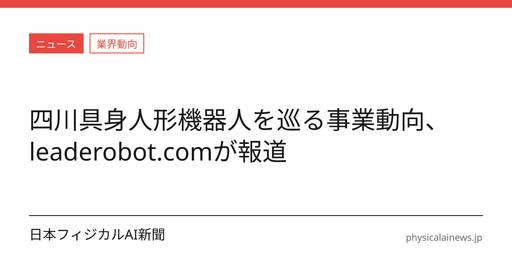 ニュース
業界動向
四川具身人形機器人を巡る事業動向、
leaderobot.comが報道
日本フィジカルAI新聞
physicalainews.jp